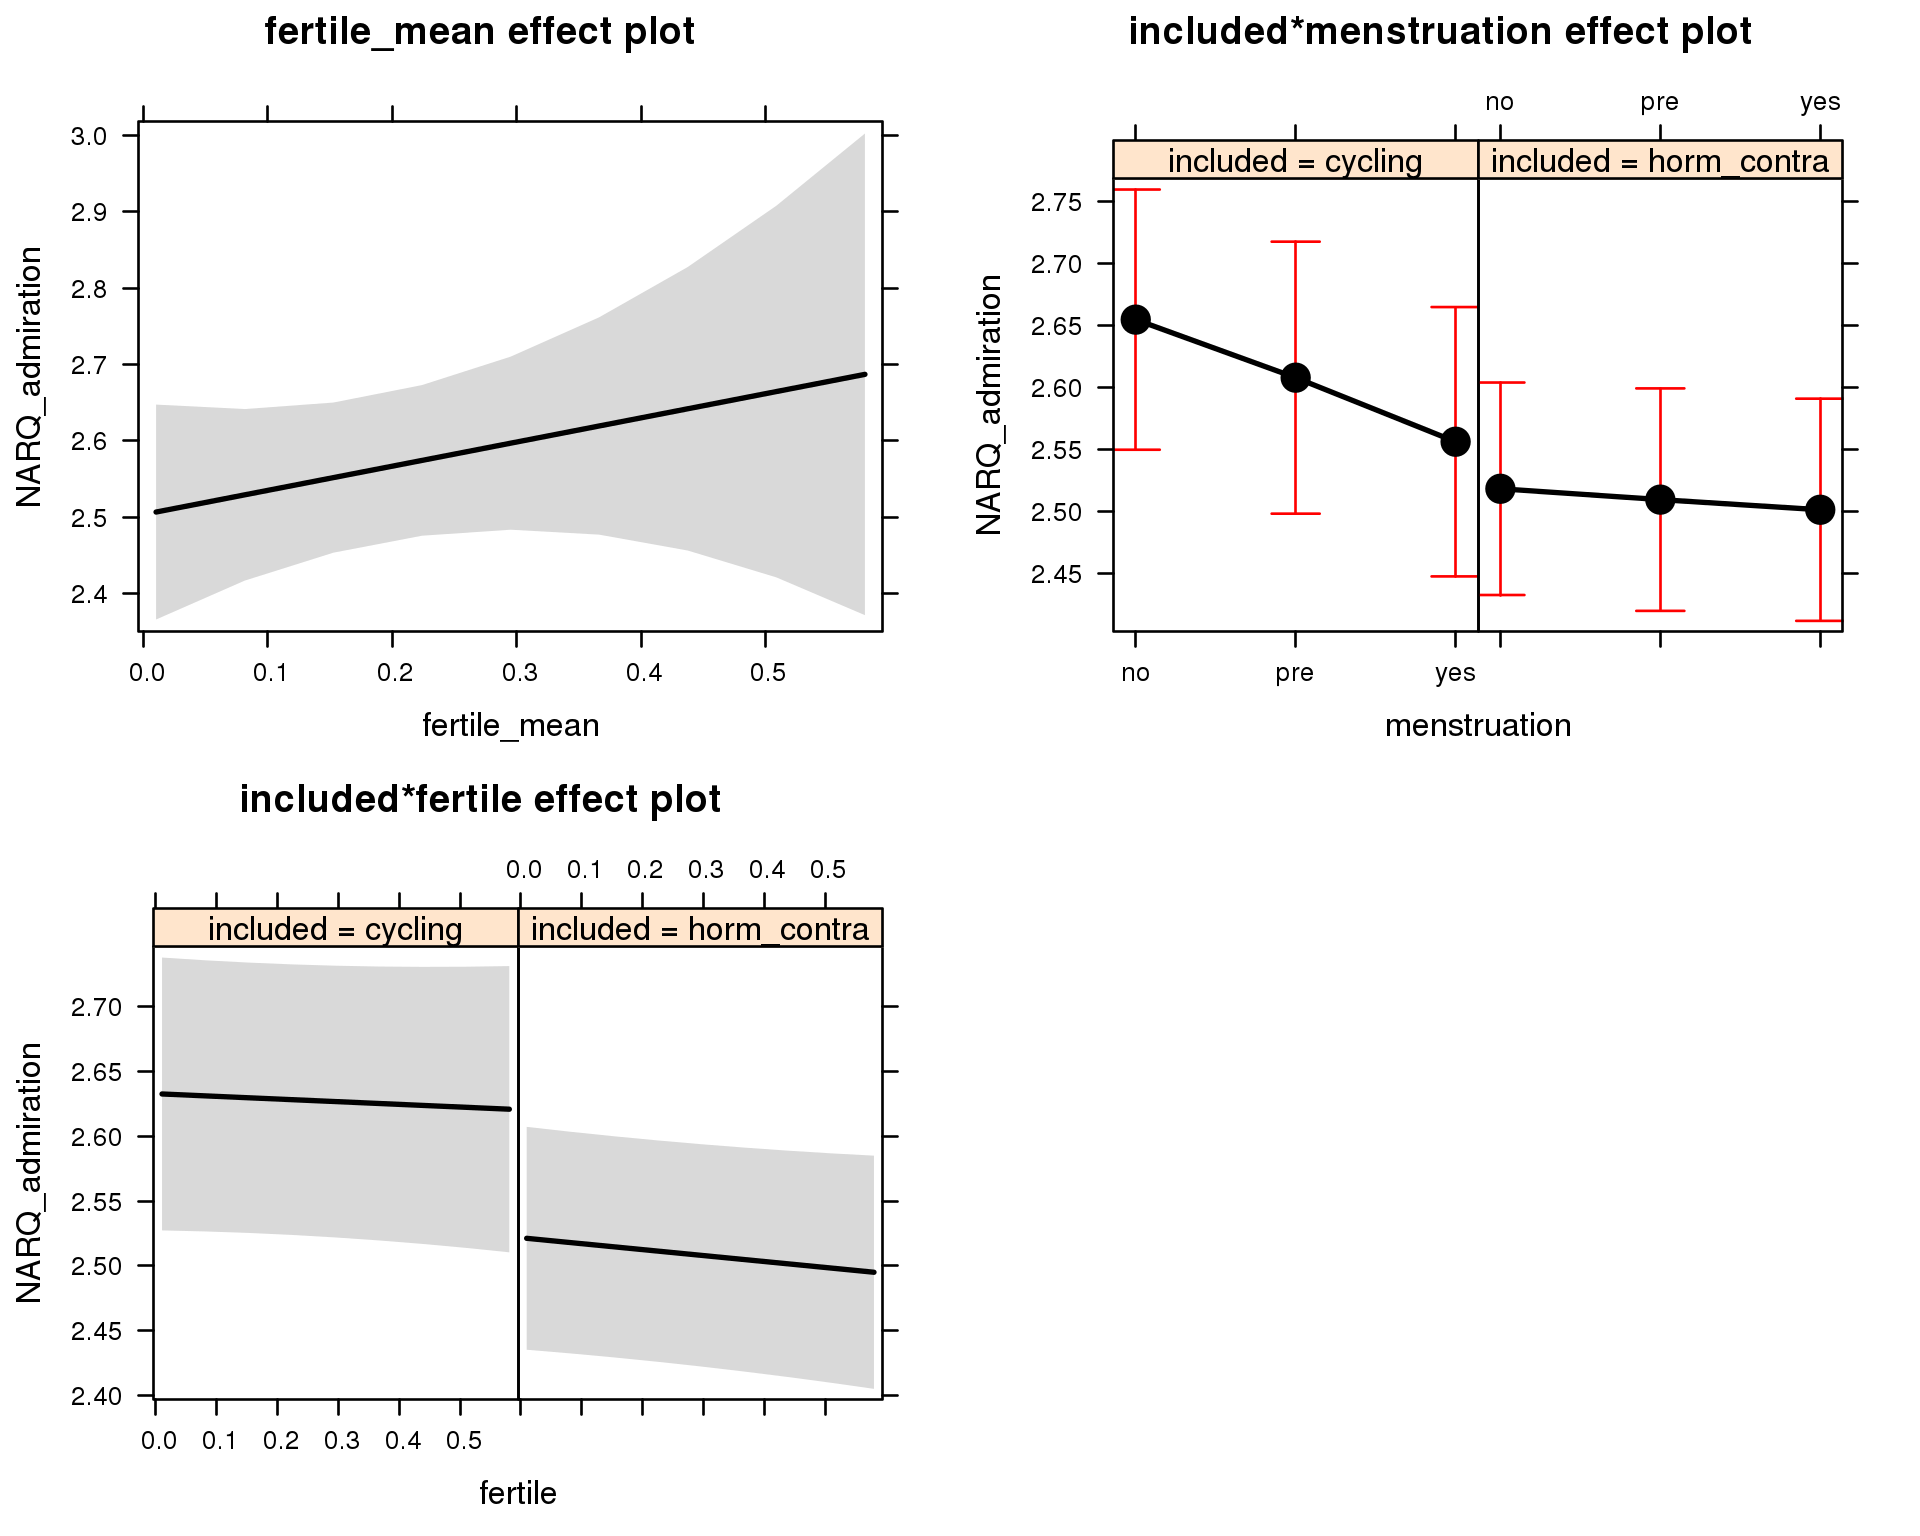 fertile_mean effect plot
3.0
2.9
2.8
2.7
2.6
2.5
2.4
NARQ_admiration
0.0 0.1 0.2 0.3 0.4 0.5
fertile_mean
included*menstruation effect plot
no pre yes
included = cycling included = horm_contra
2.75
2.70
2.65
2.60
2.55
2.50
2.45
NARQ_admiration
no pre yes
menstruation
included*fertile effect plot
0.0 0.1 0.2 0.3 0.4 0.5
included = cycling included = horm_contra
2.70
2.65
2.60
2.55
2.50
2.45
2.40
NARQ_admiration
0.0 0.1 0.2 0.3 0.4 0.5
fertile